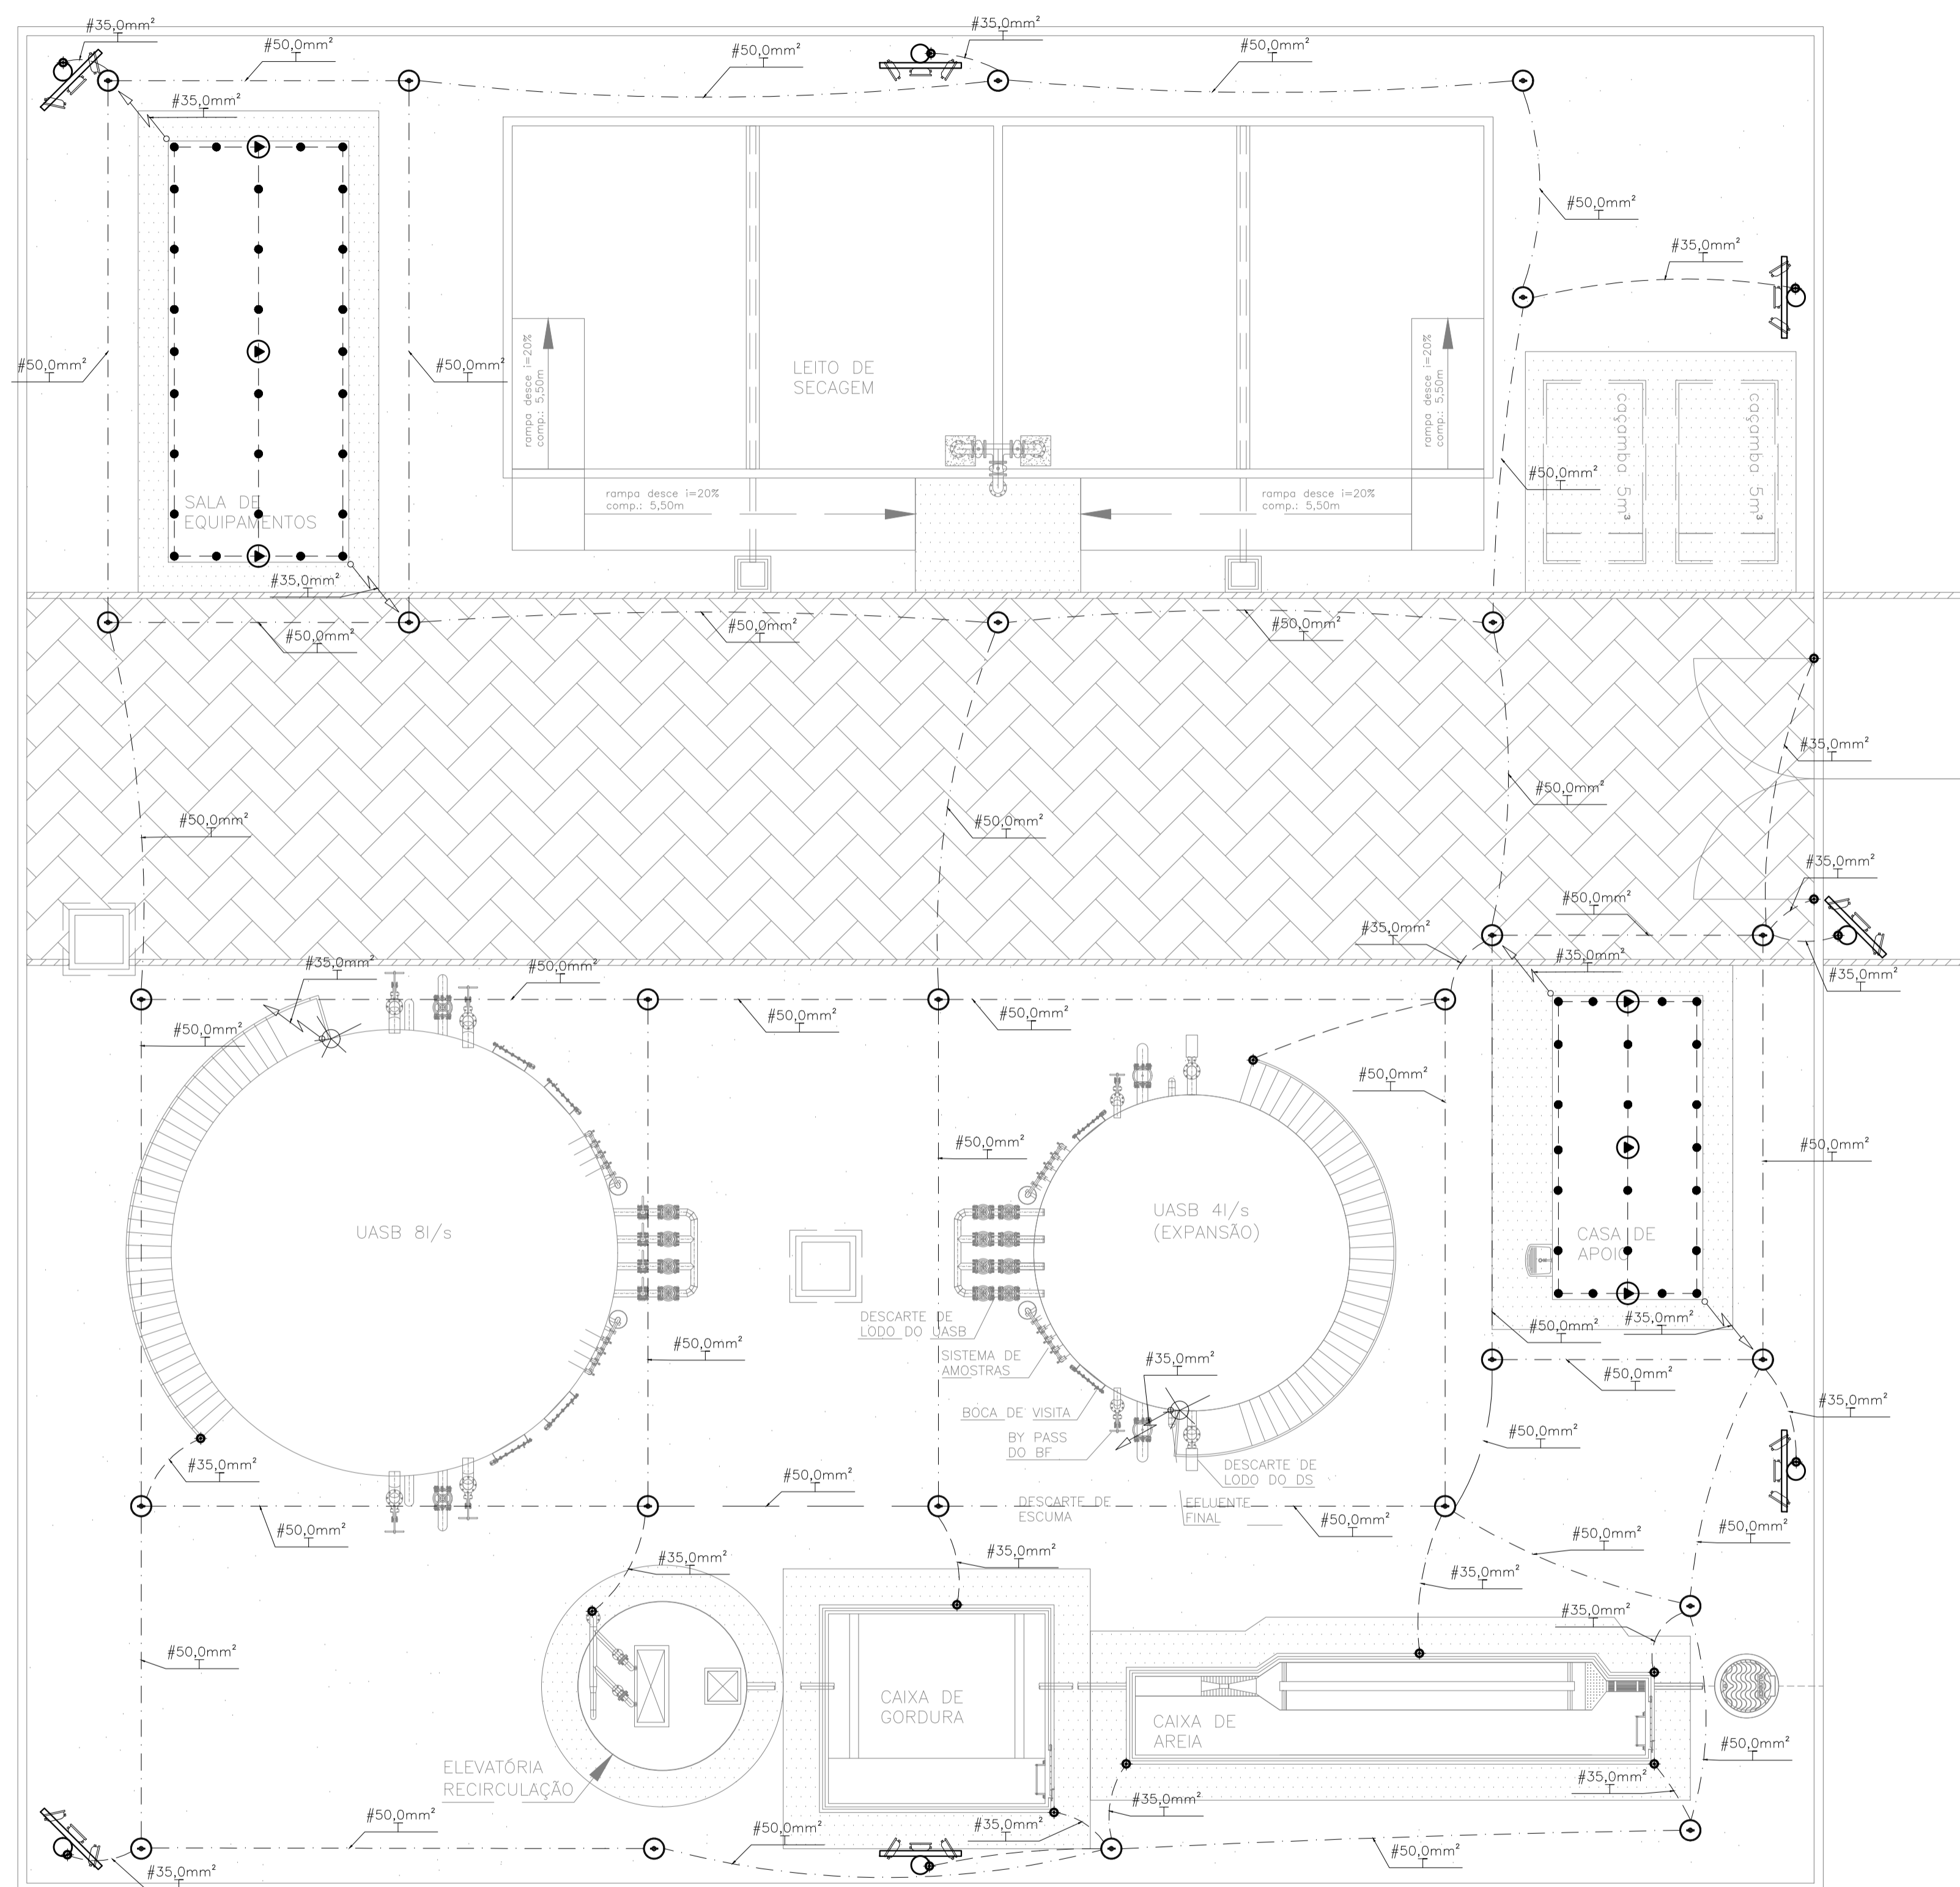 #35,0mm²
#50,0mm²
#50,0mm²
#35,0mm²
#50,0mm²
#35,0mm²
#50,0mm²
#35,0mm²
#50,0mm²
#50,0mm²
rampa desce i=20%
comp.: 5,50m
LEITO DE
SECAGEM
rampa desce i=20%
comp.: 5,50m
caçamba 5m³
caçamba 5m³
#50,0mm²
SALA DE
EQUIPAMENTOS
rampa desce i=20%
comp.: 5,50m
rampa desce i=20%
comp.: 5,50m
#35,0mm²
#50,0mm²
#50,0mm²
#50,0mm²
#35,0mm²
#50,0mm²
#50,0mm²
#50,0mm²
#35,0mm²
#50,0mm²
#35,0mm²
#35,0mm²
#50,0mm²
#35,0mm²
#35,0mm²
#50,0mm²
#50,0mm²
#50,0mm²
#50,0mm²
#50,0mm²
#50,0mm²
UASB 8l/s
UASB 4l/s
(EXPANSÃO)
CASA DE
APOIO
DESCARTE DE
LODO DO UASB
#50,0mm²
#35,0mm²
#50,0mm²
SISTEMA DE
AMOSTRAS
#35,0mm²
#50,0mm²
#35,0mm²
BOCA DE VISITA
BY PASS
DO BF
#50,0mm²
#35,0mm²
DESCARTE DE
LODO DO DS
#50,0mm²
DESCARTE DE
ESCUMA
EFLUENTE
FINAL
#50,0mm²
#50,0mm²
#50,0mm²
#50,0mm²
#35,0mm²
#35,0mm²
#35,0mm²
#35,0mm²
#50,0mm²
CAIXA DE
GORDURA
CAIXA DE
AREIA
#50,0mm²
ELEVATÓRIA
RECIRCULAÇÃO
#35,0mm²
#35,0mm²
#50,0mm²
#50,0mm²
#35,0mm²
#50,0mm²
#35,0mm²